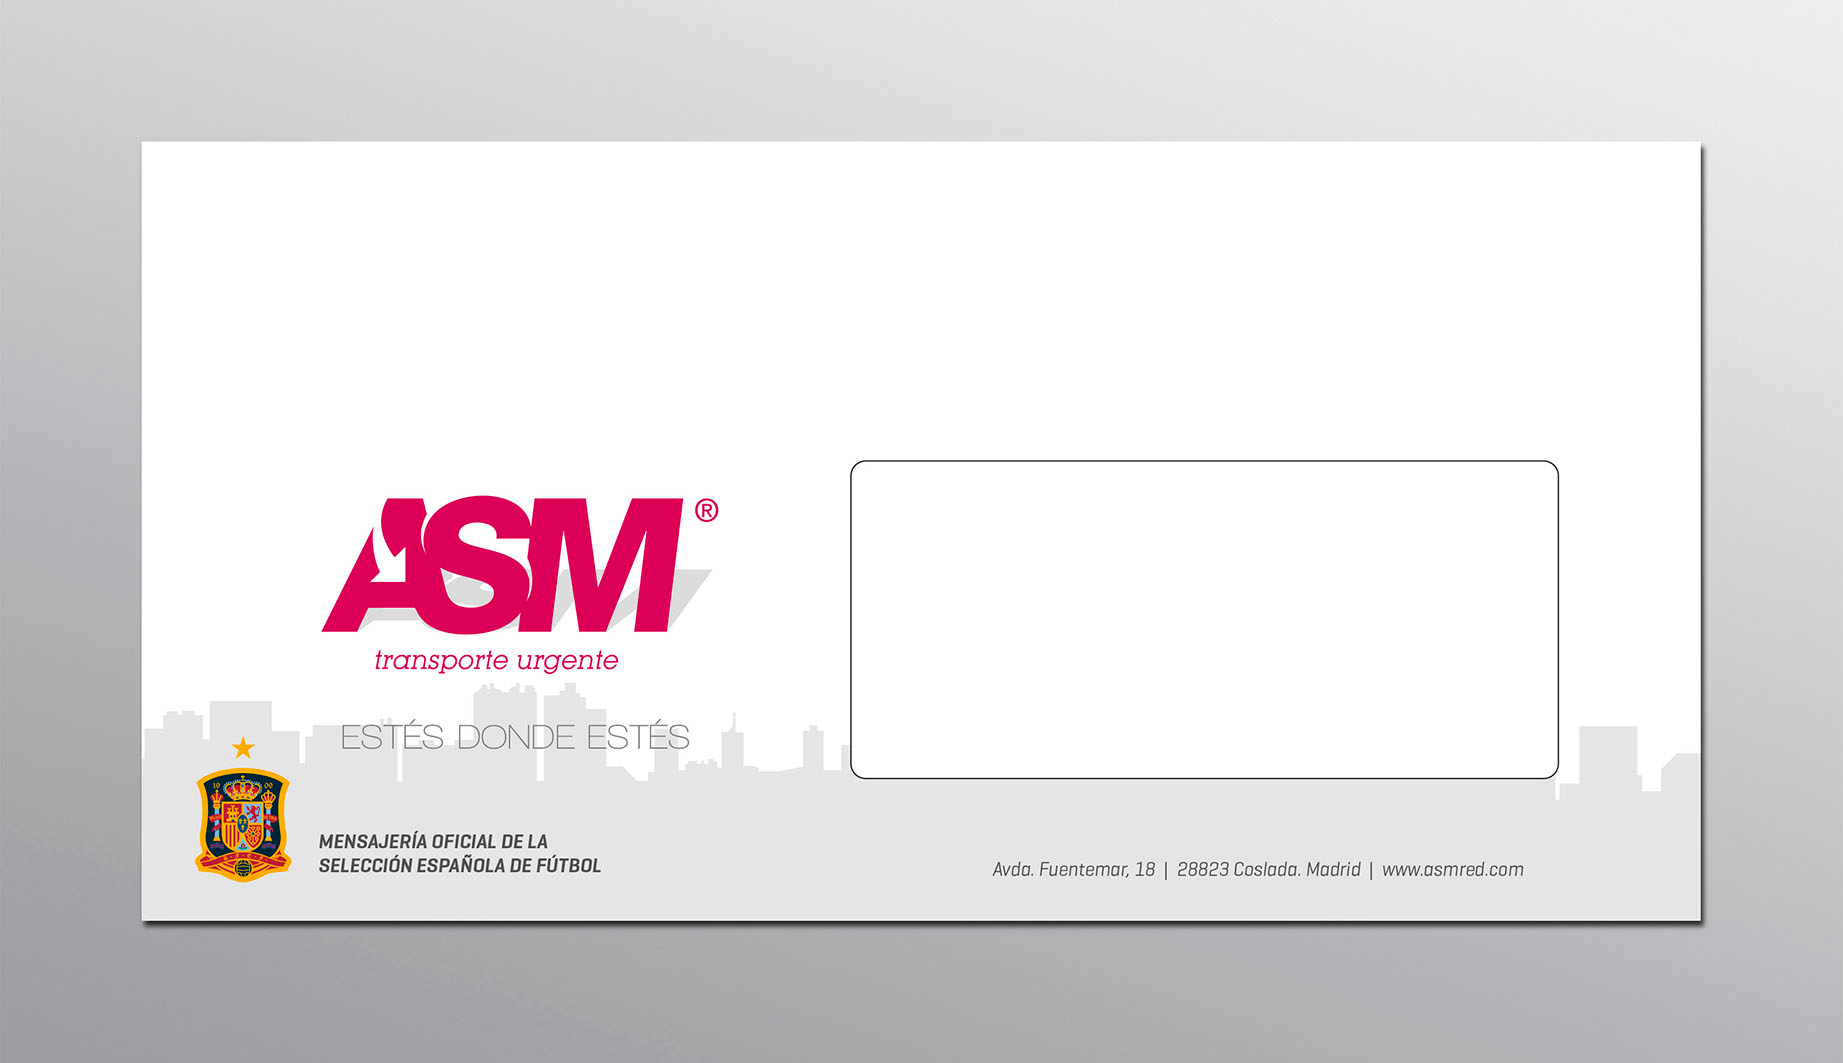 ASM®
transporte urgente
ESTÉS DONDE ESTÉS
1909
MENSAJERÍA OFICIAL DE LA
SELECCIÓN ESPAÑOLA DE FÚTBOL
Avda. Fuentemar, 18 | 28823 Coslada. Madrid | www.asmred.com